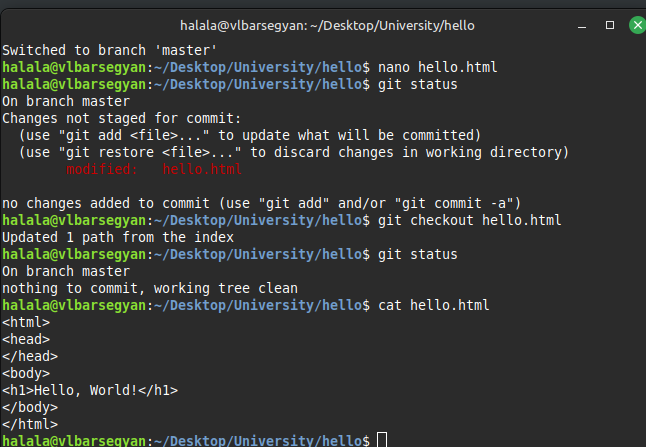 halala@vlbarsegyan: ~/Desktop/University/hello
Switched to branch 'master'
halala@vlbarsegyan:~/Desktop/University/hello$ nano hello.html
halala@vlbarsegyan:~/Desktop/University/hello$ git status
On branch master
Changes not staged for commit:
  (use "git add <file>..." to update what will be committed)
  (use "git restore <file>..." to discard changes in working directory)
        modified:   hello.html

no changes added to commit (use "git add" and/or "git commit -a")
halala@vlbarsegyan:~/Desktop/University/hello$ git checkout hello.html
Updated 1 path from the index
halala@vlbarsegyan:~/Desktop/University/hello$ git status
On branch master
nothing to commit, working tree clean
halala@vlbarsegyan:~/Desktop/University/hello$ cat hello.html
<html>
<head>
</head>
<body>
<h1>Hello, World!</h1>
</body>
</html>
halala@vlbarsegyan:~/Desktop/University/hello$